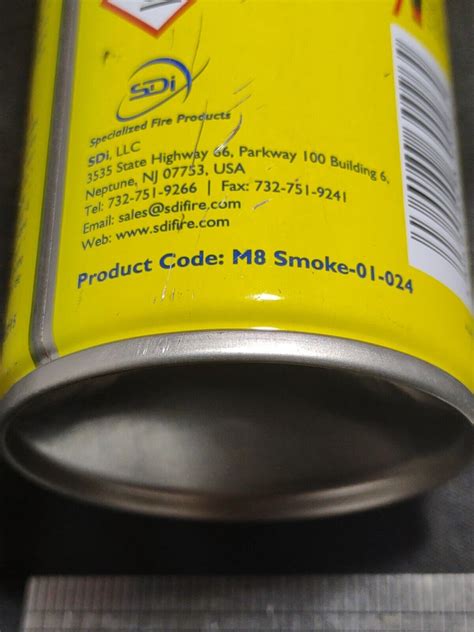 SDi
Specialized Fire Products
SDi, LLC
3535 State Highway 66, Parkway 100 Building 6,
Neptune, NJ 07753, USA
Tel: 732-751-9266 | Fax: 732-751-9241
Email: sales@sdifire.com
Web: www.sdifire.com
Product Code: M8 Smoke-01-024